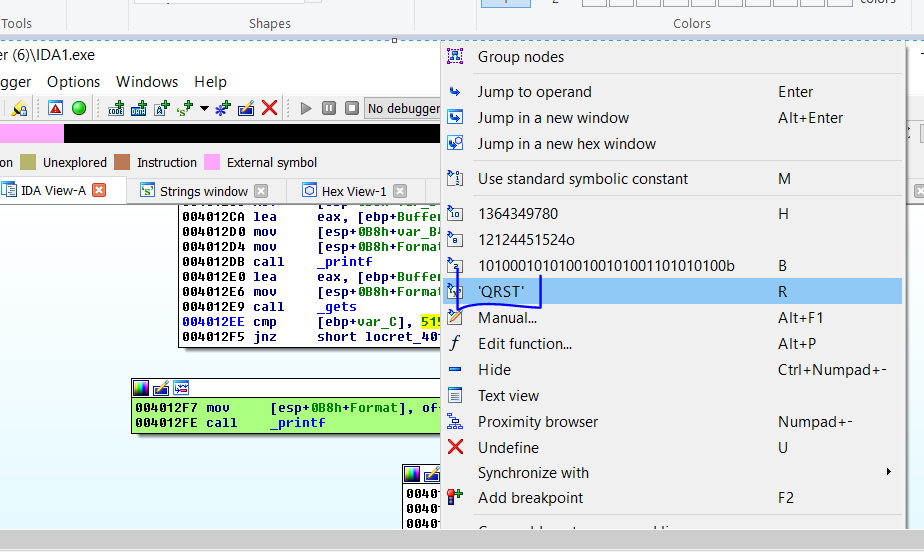 Tools
Shapes
Colors
er (6)\IDA1.exe
gger Options Windows Help
No debugger
on Unexplored Instruction External symbol
IDA View-A Strings window Hex View-1
004012CA lea eax, [ebp+Buffer
004012D0 mov [esp+0B8h+var_B4
004012D4 mov [esp+0B8h+Format
004012DB call _printf
004012E0 lea eax, [ebp+Buffer
004012E6 mov [esp+0B8h+Format
004012E9 call _gets
004012EE cmp [ebp+var_C], 515
004012F5 jnz short locret_401
004012F7 mov [esp+0B8h+Format], of
004012FE call _printf
00401
00401
00401
Group nodes
Jump to operand Enter
Jump in a new window Alt+Enter
Jump in a new hex window
Use standard symbolic constant M
1364349780 H
12124451524o
1010001010100100101001101010100b B
'QRST' R
Manual... Alt+F1
Edit function... Alt+P
Hide Ctrl+Numpad+-
Text view
Proximity browser Numpad+-
Undefine U
Synchronize with
Add breakpoint F2